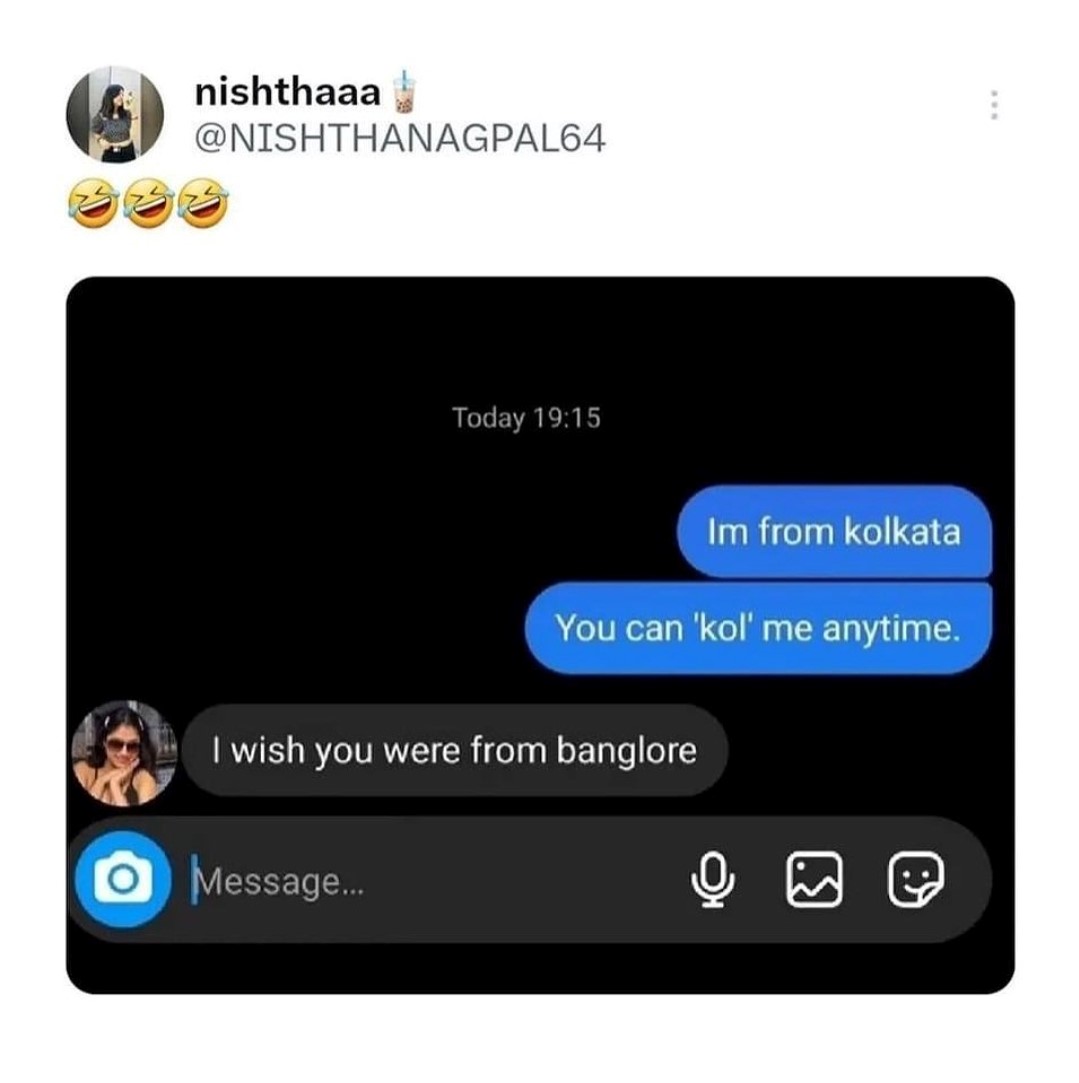 nishthaaa🧋
@NISHTHANAGPAL64
🤣🤣🤣
Today 19:15
Im from kolkata
You can 'kol' me anytime.
I wish you were from banglore
Message...